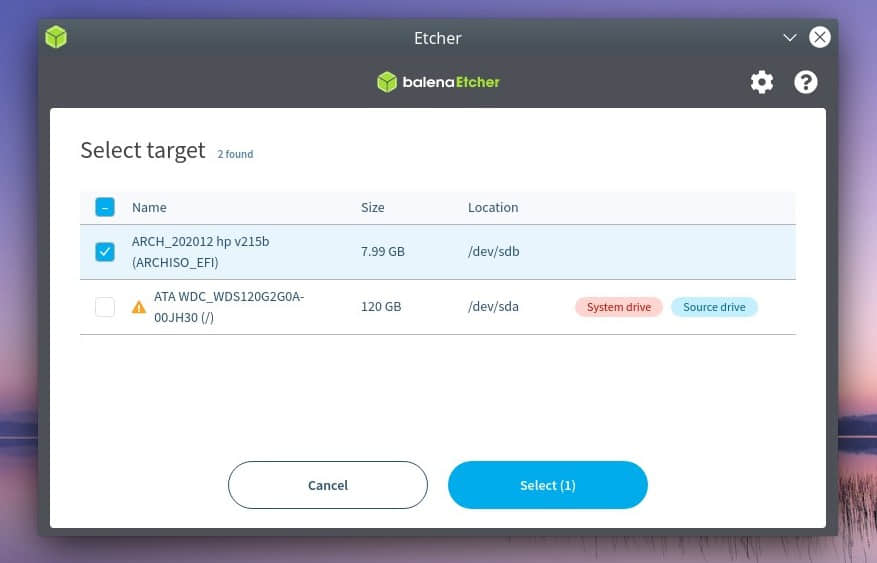 Etcher
balenaEtcher
Select target 2 found
Name Size Location
ARCH_202012 hp v215b
(ARCHISO_EFI)
7.99 GB /dev/sdb
ATA WDC_WDS120G2G0A-
00JH30 (/)
120 GB /dev/sda System drive Source drive
Cancel Select (1)